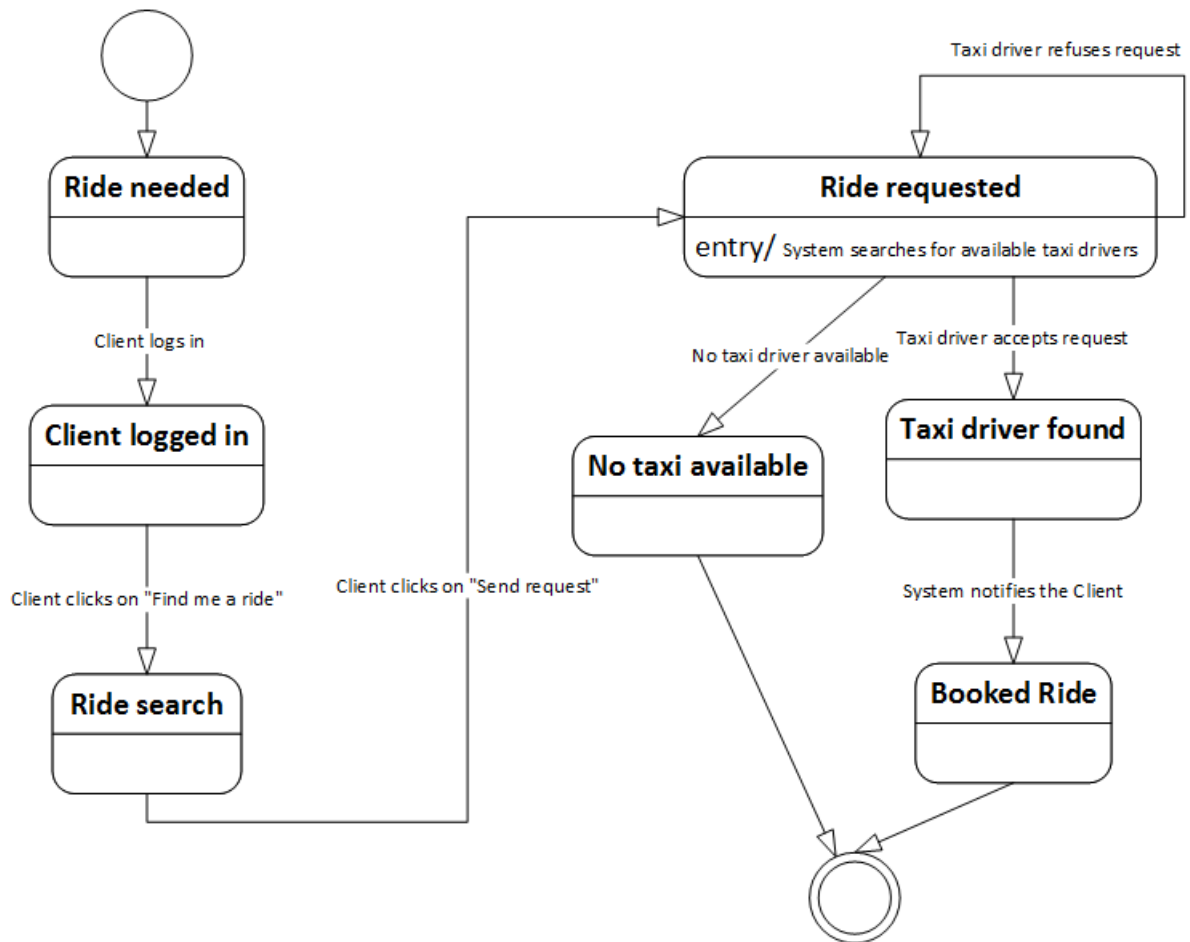 Taxi driver refuses request
Ride needed
Ride requested
entry/ System searches for available taxi drivers
Client logs in
No taxi driver available
Taxi driver accepts request
Client logged in
No taxi available
Taxi driver found
Client clicks on "Find me a ride"
Client clicks on "Send request"
System notifies the Client
Ride search
Booked Ride